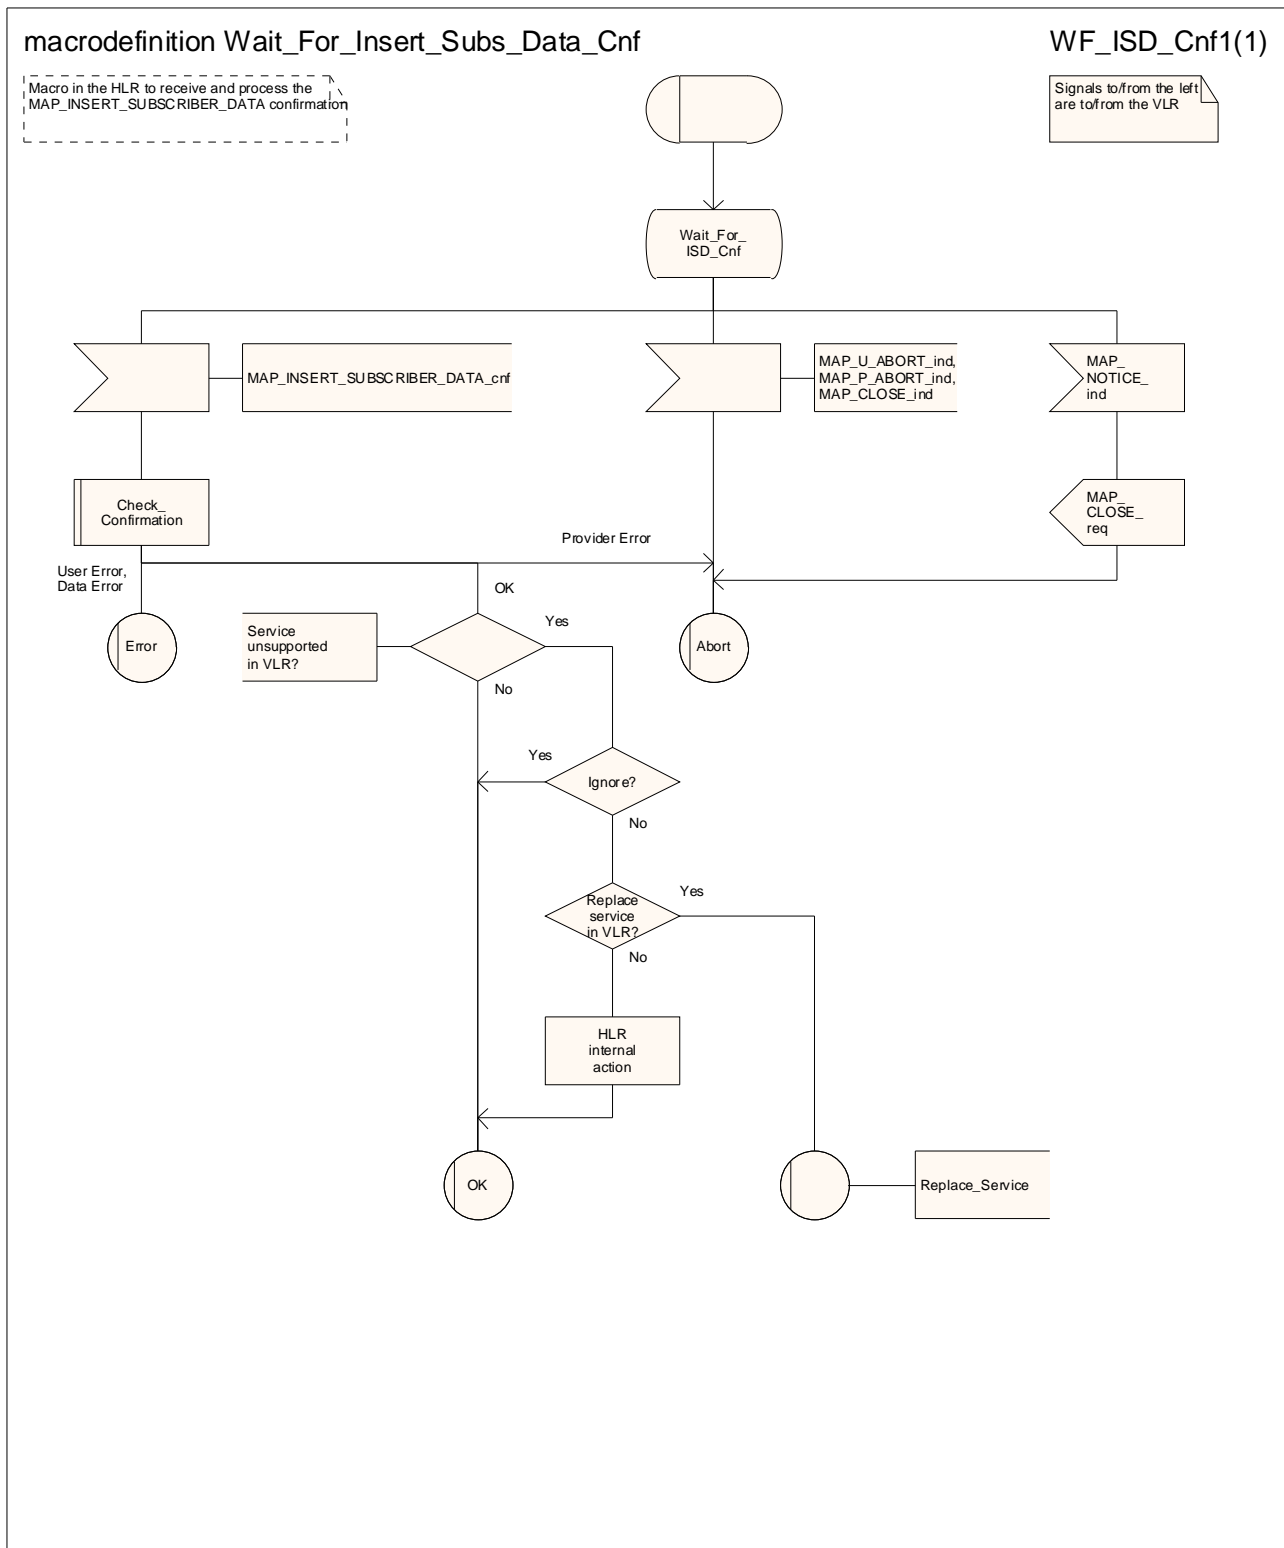 macrodefinition Wait_For_Insert_Subs_Data_Cnf
WF_ISD_Cnf1(1)
Macro in the HLR to receive and process the
MAP_INSERT_SUBSCRIBER_DATA confirmation
Signals to/from the left
are to/from the VLR
Wait_For_
ISD_Cnf
MAP_INSERT_SUBSCRIBER_DATA_cnf
MAP_U_ABORT_ind,
MAP_P_ABORT_ind,
MAP_CLOSE_ind
MAP_
NOTICE_
ind
Check_
Confirmation
MAP_
CLOSE_
req
Provider Error
User Error,
Data Error
OK
Error
Service
unsupported
in VLR?
Yes
Abort
No
Yes
Ignore?
No
Replace
service
in VLR?
Yes
No
HLR
internal
action
OK
Replace_Service